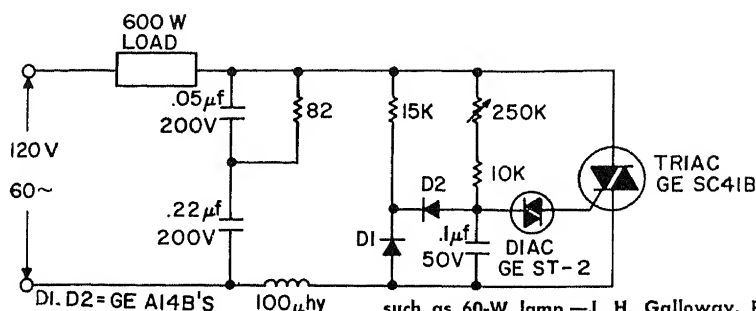 600 W
LOAD
.05μf
200V
82
15K
250K
120V
60~
10K
TRIAC
GE SC41B
D2
.22μf
200V
D1
.1μf
50V
DIAC
GE ST-2
D1, D2 = GE A14B'S
100μhy
such as 60-W lamp.—J. H. Galloway,